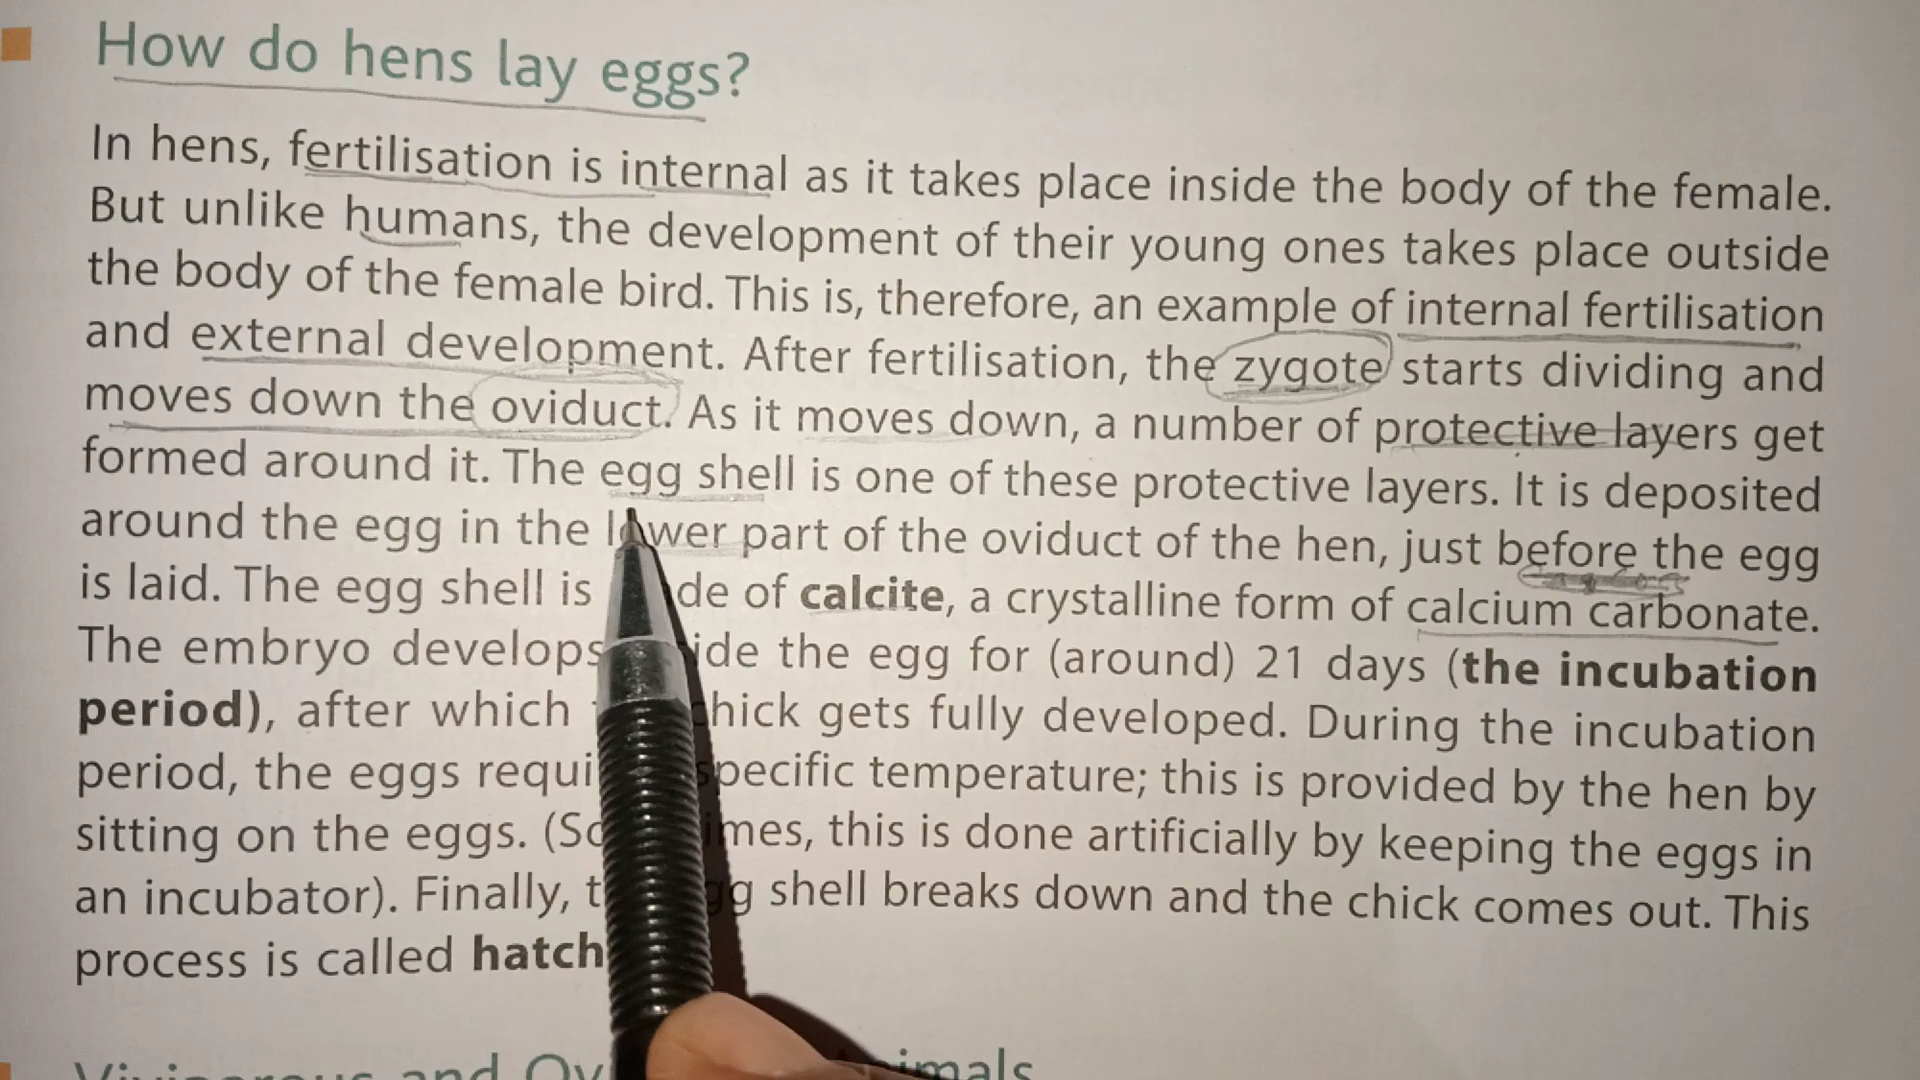 How do hens lay eggs?
In hens, fertilisation is internal as it takes place inside the body of the female.
But unlike humans, the development of their young ones takes place outside
the body of the female bird. This is, therefore, an example of internal fertilisation
and external development. After fertilisation, the zygote starts dividing and
moves down the oviduct. As it moves down, a number of protective layers get
formed around it. The egg shell is one of these protective layers. It is deposited
around the egg in the lower part of the oviduct of the hen, just before the egg
is laid. The egg shell is de of calcite, a crystalline form of calcium carbonate.
The embryo develops ide the egg for (around) 21 days (the incubation
period), after which hick gets fully developed. During the incubation
period, the eggs requi specific temperature; this is provided by the hen by
sitting on the eggs. (So imes, this is done artificially by keeping the eggs in
an incubator). Finally, t gg shell breaks down and the chick comes out. This
process is called hatch
Viviparous and Ov imals